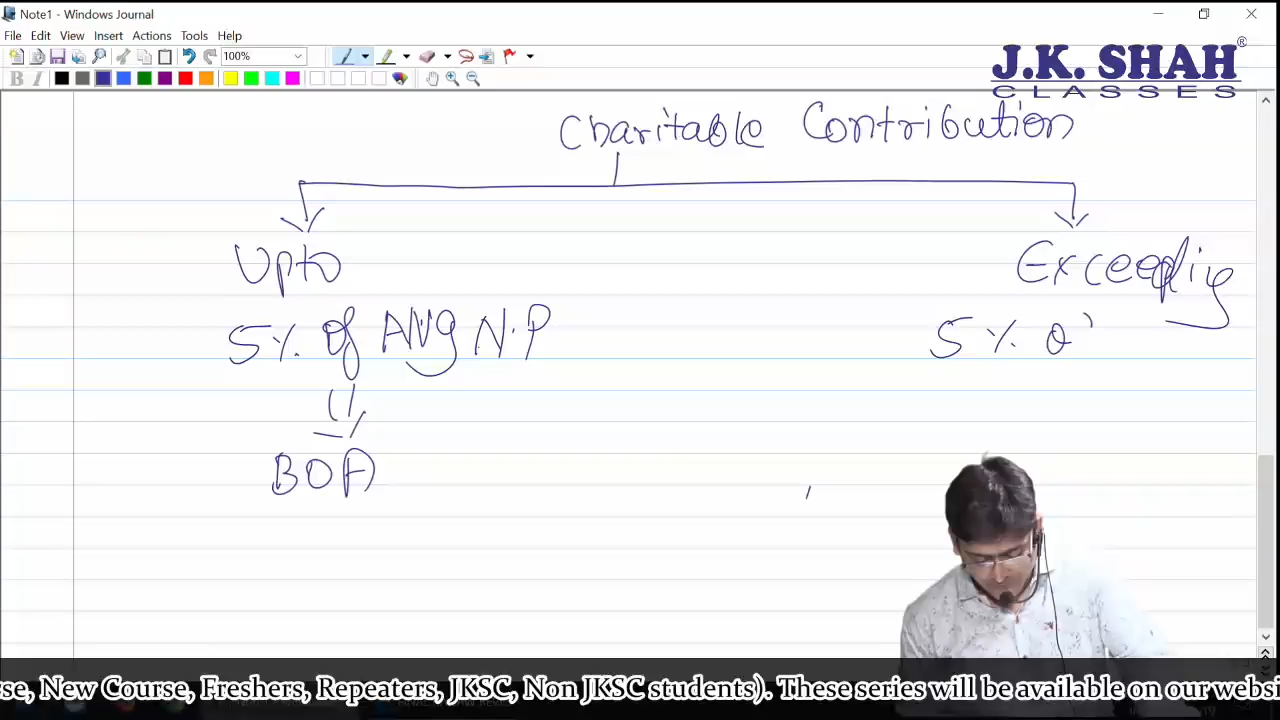 Note1 - Windows Journal
File Edit View Insert Actions Tools Help
100%
B I
J.K. SHAH®
CLASSES
Charitable Contribution
Upto
Exceeding
5% of AVg N.P
5% o
BOD
se, New Course, Freshers, Repeaters, JKSC, Non JKSC students). These series will be available on our websi